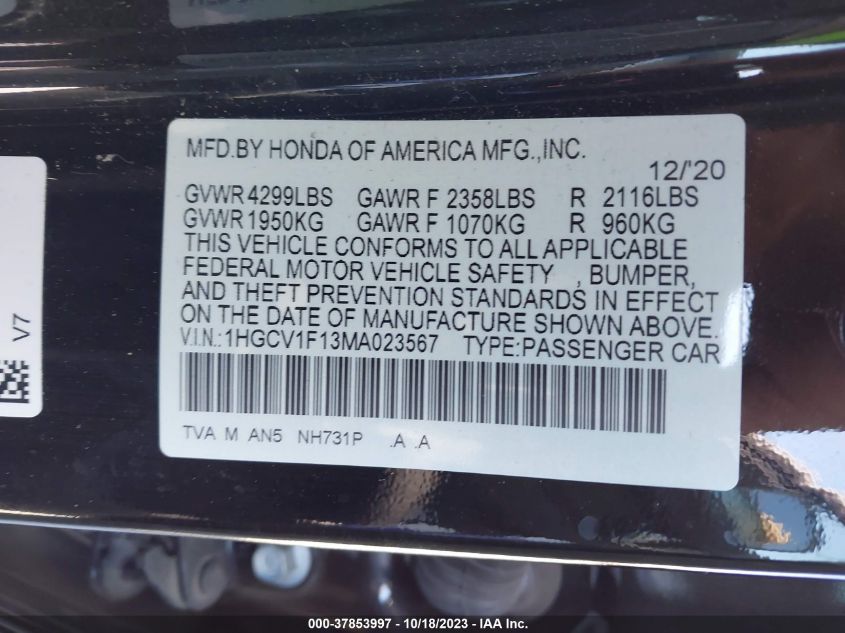 MFD.BY HONDA OF AMERICA MFG.,INC.
12/'20
GVWR 4299LBS GAWR F 2358LBS R 2116LBS
GVWR 1950KG GAWR F 1070KG R 960KG
THIS VEHICLE CONFORMS TO ALL APPLICABLE
FEDERAL MOTOR VEHICLE SAFETY , BUMPER,
AND THEFT PREVENTION STANDARDS IN EFFECT
ON THE DATE OF MANUFACTURE SHOWN ABOVE.
V.I.N.:1HGCV1F13MA023567 TYPE:PASSENGER CAR
TVA M AN5 NH731P .A .A
V7
000-37853997 - 10/18/2023 - IAA Inc.